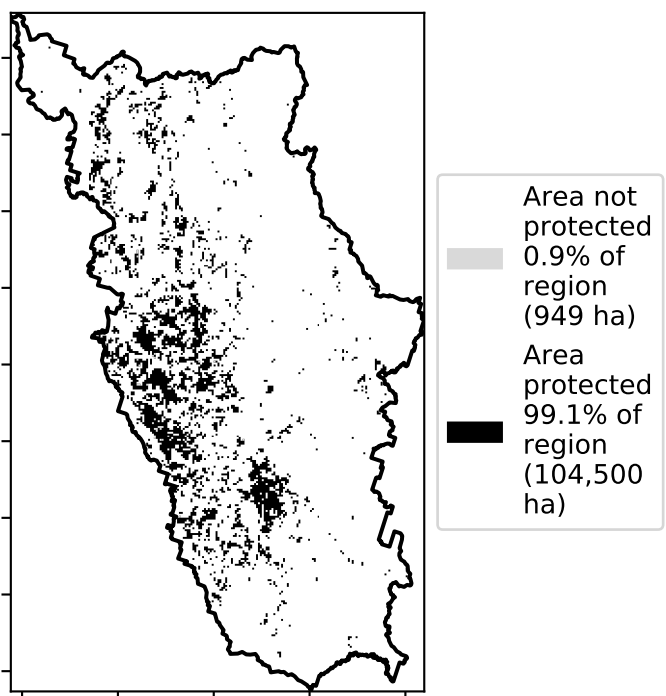 Area not
protected
0.9% of
region
(949 ha)
Area
protected
99.1% of
region
(104,500
ha)